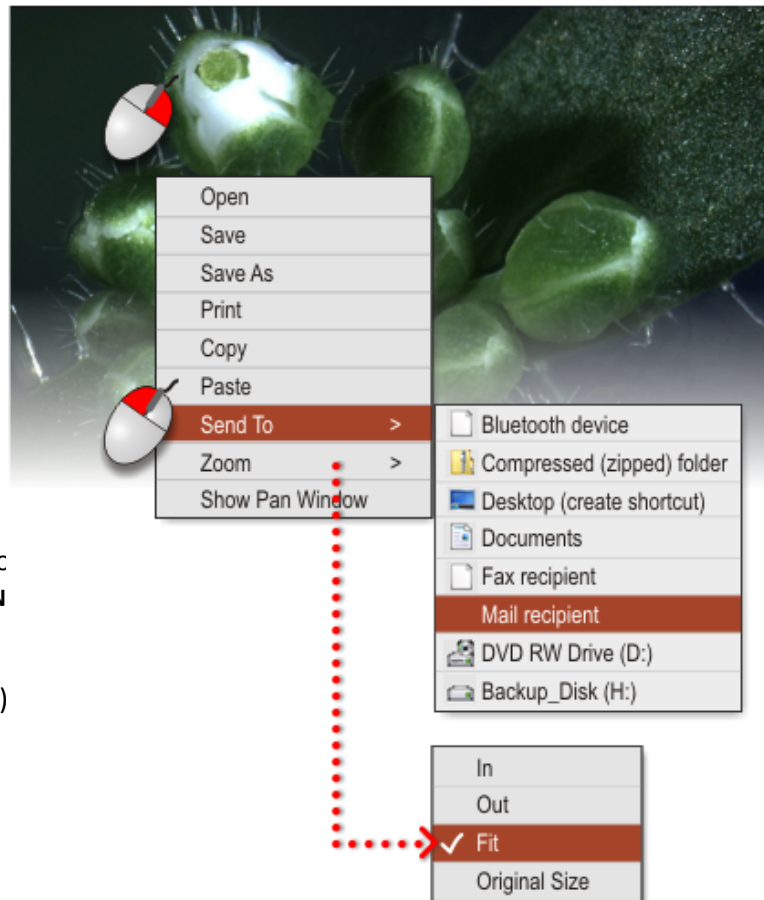 Open
Save
Save As
Print
Copy
Paste
Send To >
Zoom >
Show Pan Window
Bluetooth device
Compressed (zipped) folder
Desktop (create shortcut)
Documents
Fax recipient
Mail recipient
DVD RW Drive (D:)
Backup_Disk (H:)
In
Out
Fit
Original Size
)